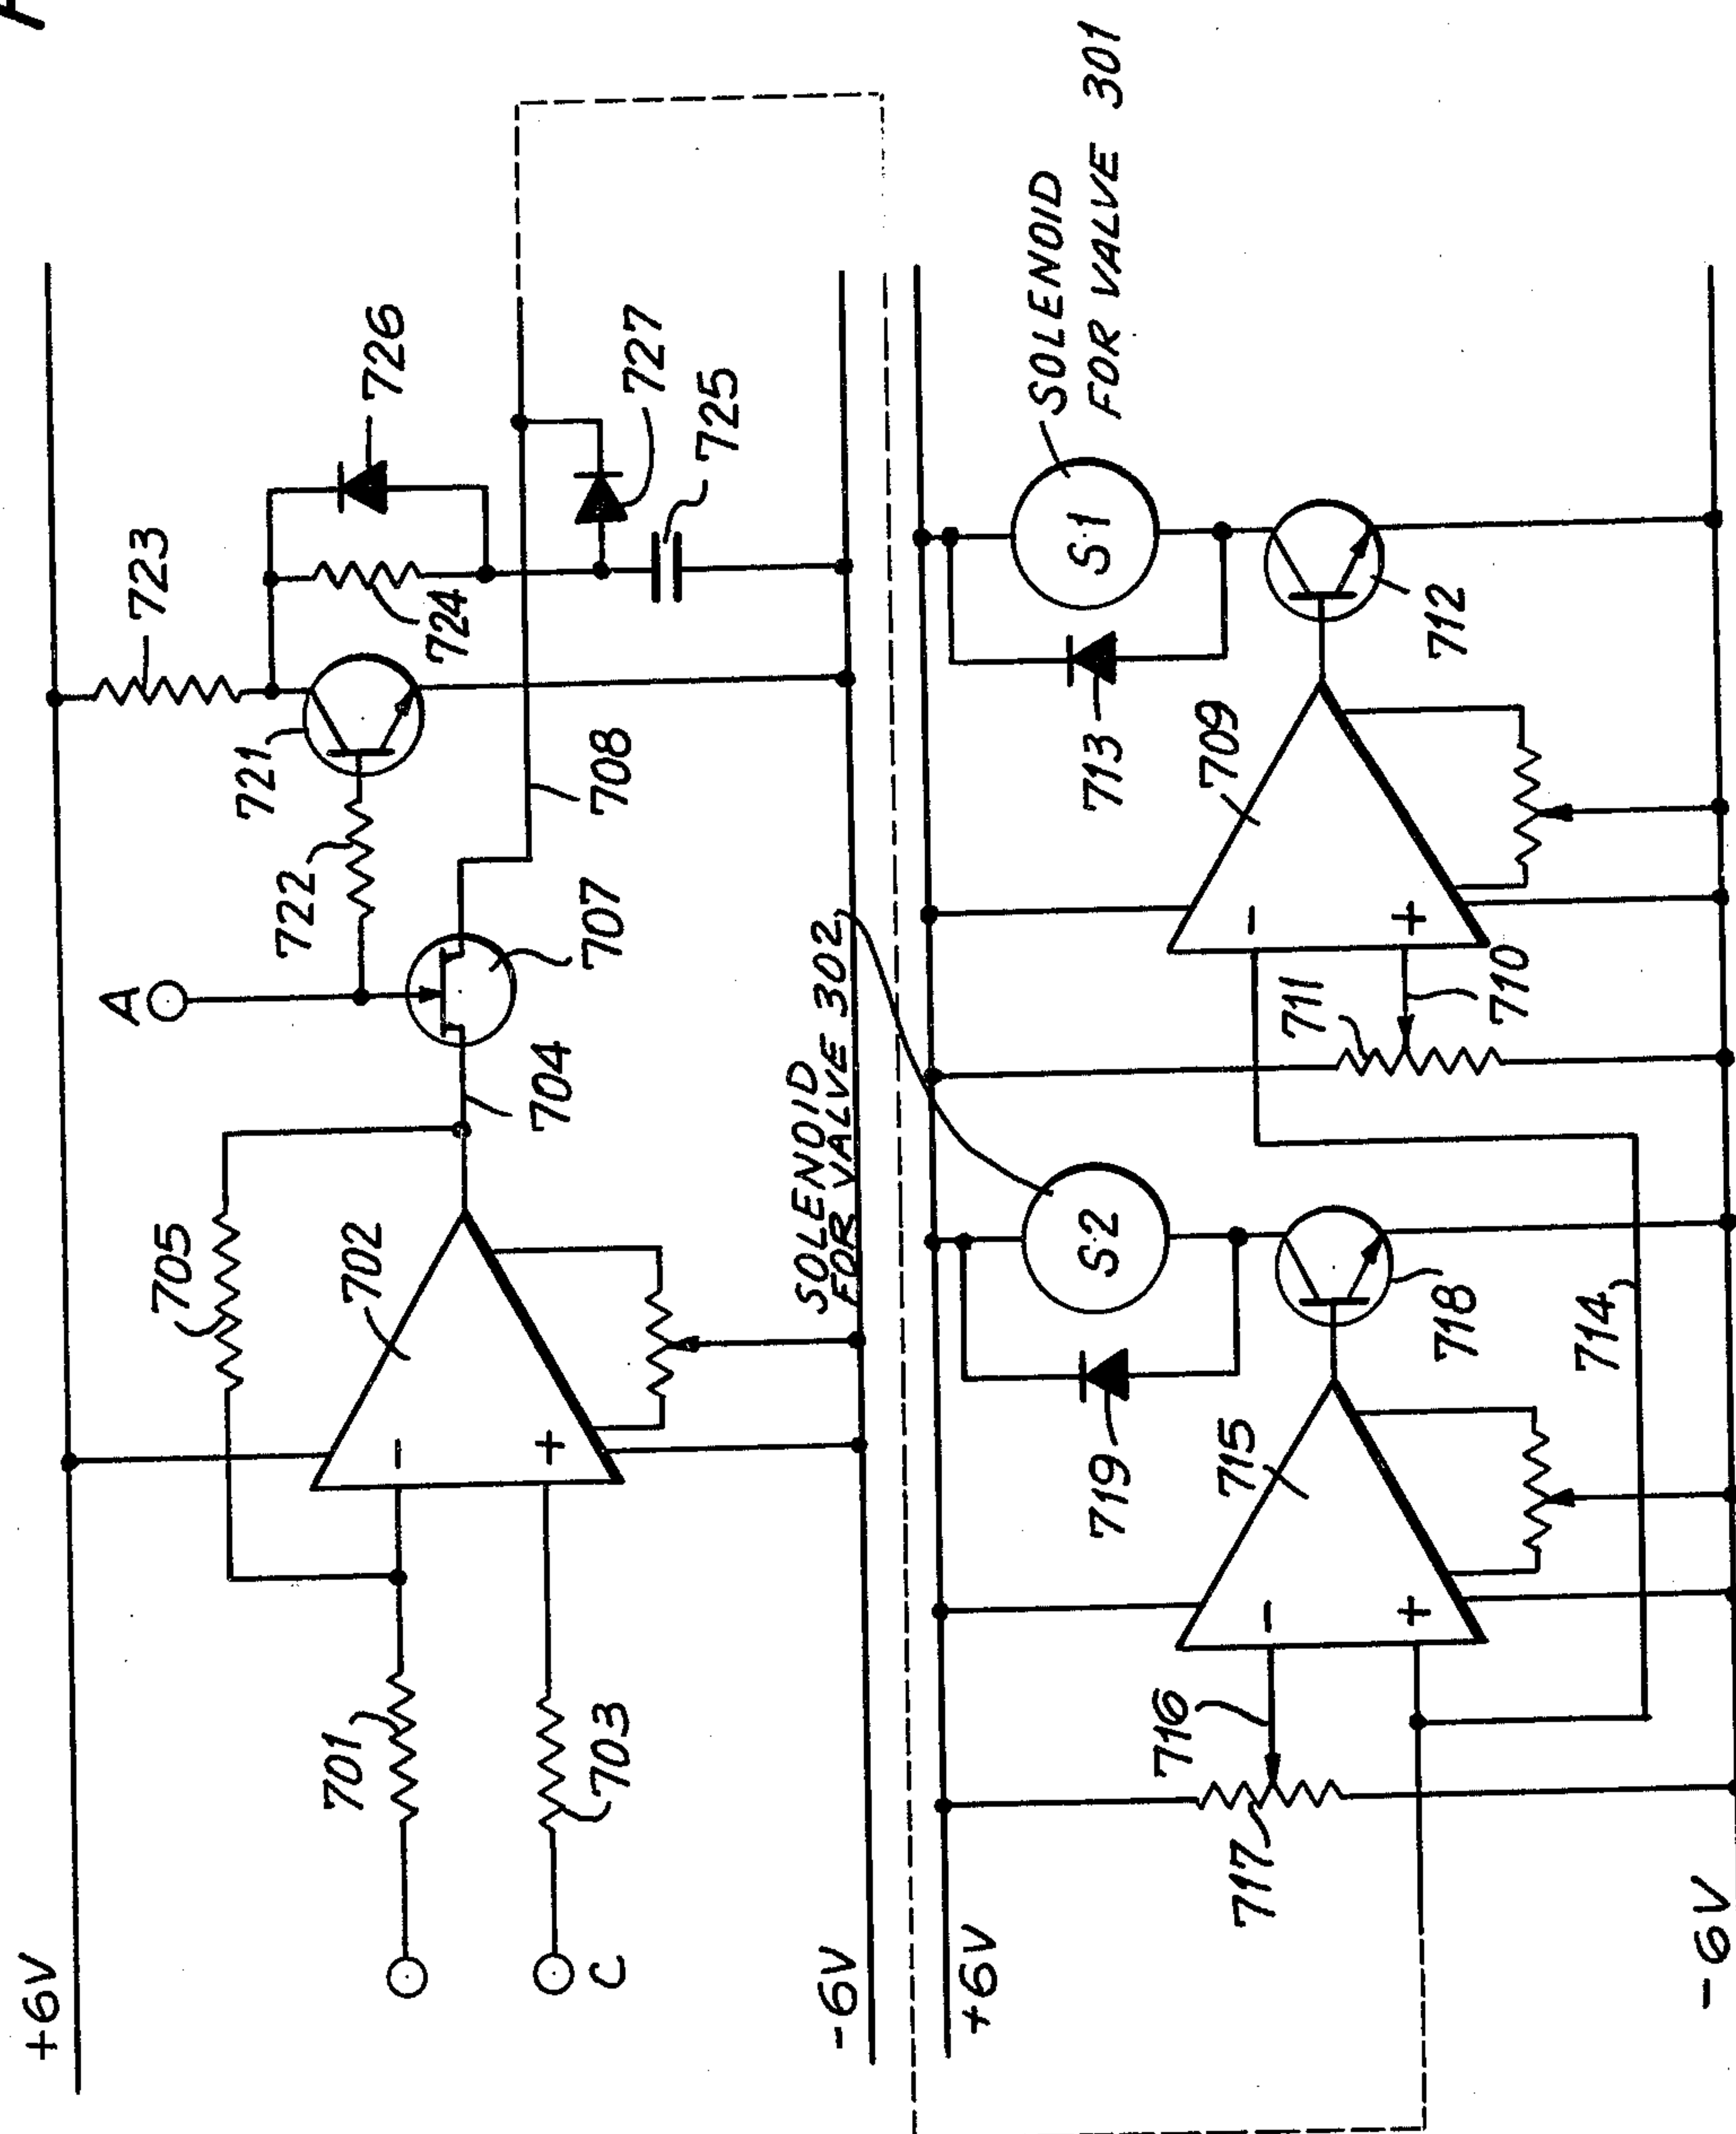 +6V
701
C
703
705
702
704
A
722
707
721
723
708
724
726
727
725
-
+
-6V
SOLENOID
FOR VALVE 302
+6V
717
716
715
-
+
719
S2
718
714
711
710
709
-
+
713
S1
712
SOLENOID
FOR VALVE 301
-6V